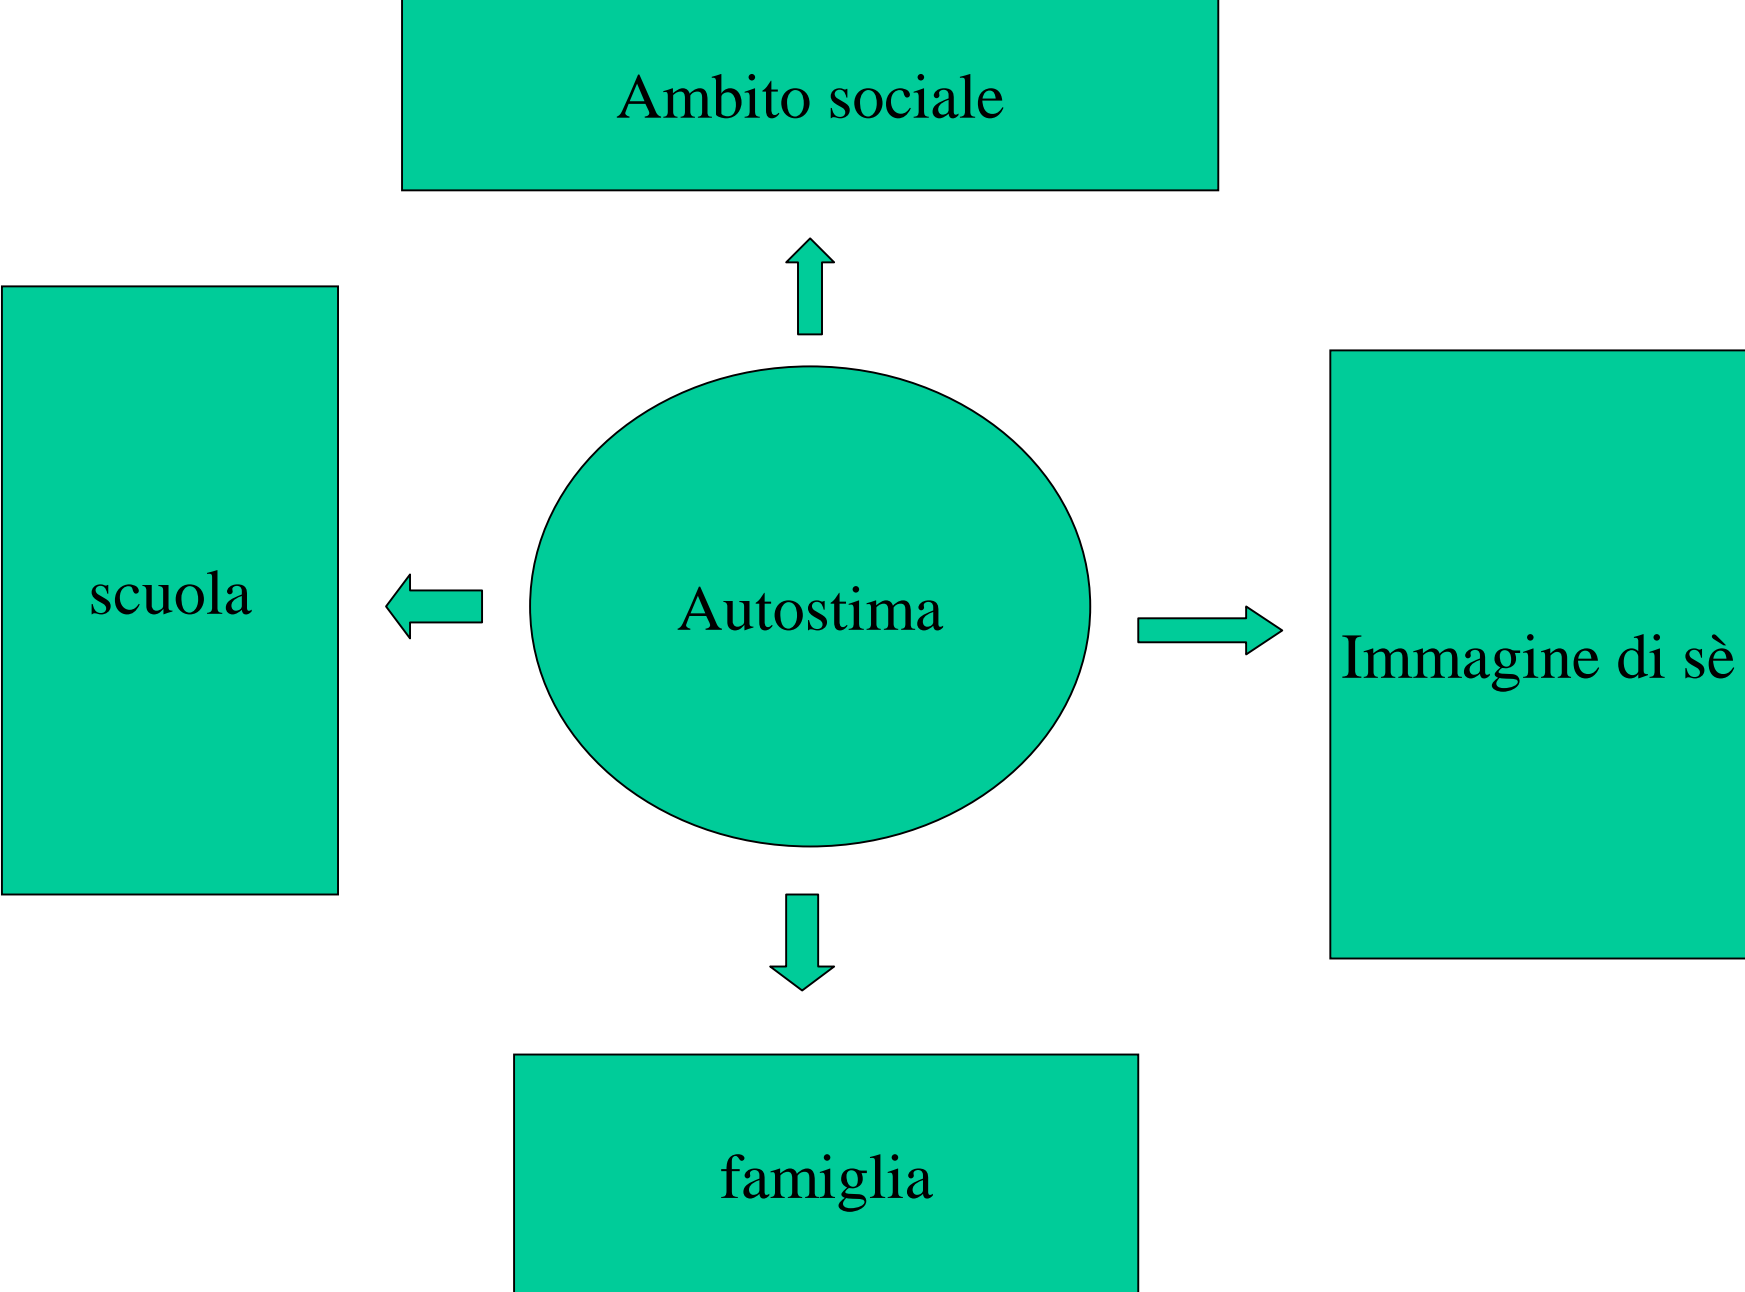 Ambito sociale
scuola
Autostima
Immagine di sè
famiglia